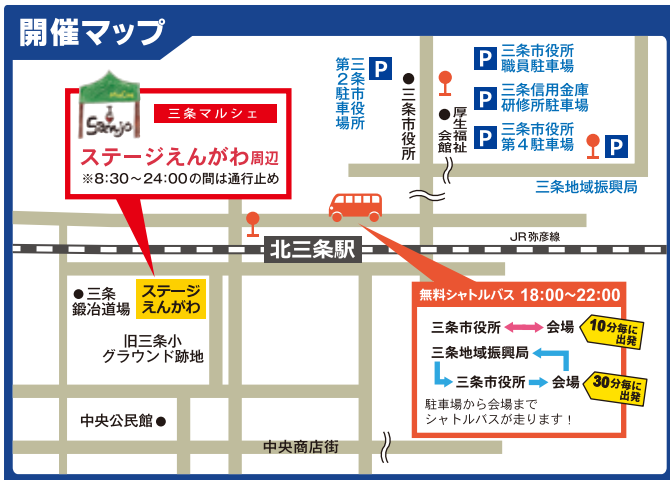 開催マップ
三条マルシェ
Sanjo
ステージえんがわ周辺
※8:30〜24:00の間は通行止め
三条市役所
第2駐車場
P
三条市役所
厚生福祉
会館
P
三条市役所
職員駐車場
P
三条信用金庫
研修所駐車場
P
三条市役所
第4駐車場
P
三条地域振興局
JR弥彦線
北三条駅
三条
鍛冶道場
ステージ
えんがわ
旧三条小
グラウンド跡地
中央公民館
中央商店街
無料シャトルバス 18:00〜22:00
三条市役所 会場
10分毎に
出発
三条地域振興局
三条市役所 会場
30分毎に
出発
駐車場から会場まで
シャトルバスが走ります!